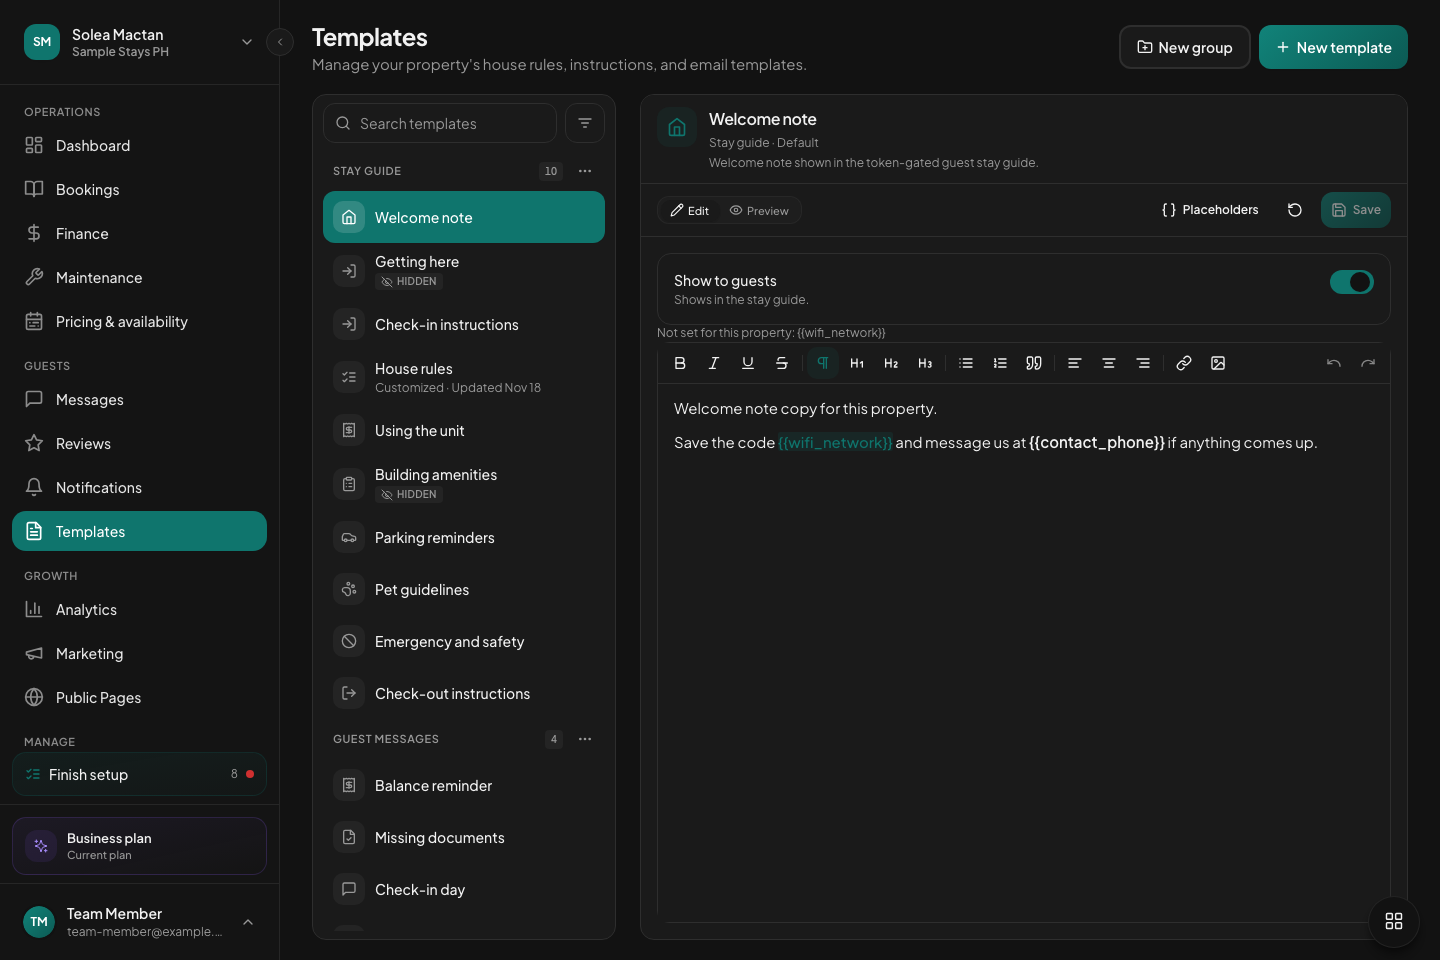 SM
Solea Mactan
Sample Stays PH
OPERATIONS
Dashboard
Bookings
Finance
Maintenance
Pricing & availability
GUESTS
Messages
Reviews
Notifications
Templates
GROWTH
Analytics
Marketing
Public Pages
MANAGE
Finish setup 8
Business plan
Current plan
TM
Team Member
team-member@example....
Templates
Manage your property's house rules, instructions, and email templates.
New group
New template
Search templates
STAY GUIDE 10
Welcome note
Getting here
HIDDEN
Check-in instructions
House rules
Customized · Updated Nov 18
Using the unit
Building amenities
HIDDEN
Parking reminders
Pet guidelines
Emergency and safety
Check-out instructions
GUEST MESSAGES 4
Balance reminder
Missing documents
Check-in day
Welcome note
Stay guide · Default
Welcome note shown in the token-gated guest stay guide.
Edit Preview
Placeholders
Save
Show to guests
Shows in the stay guide.
Not set for this property: {{wifi_network}}
B I U S H1 H2 H3
Welcome note copy for this property.
Save the code {{wifi_network}} and message us at {{contact_phone}} if anything comes up.